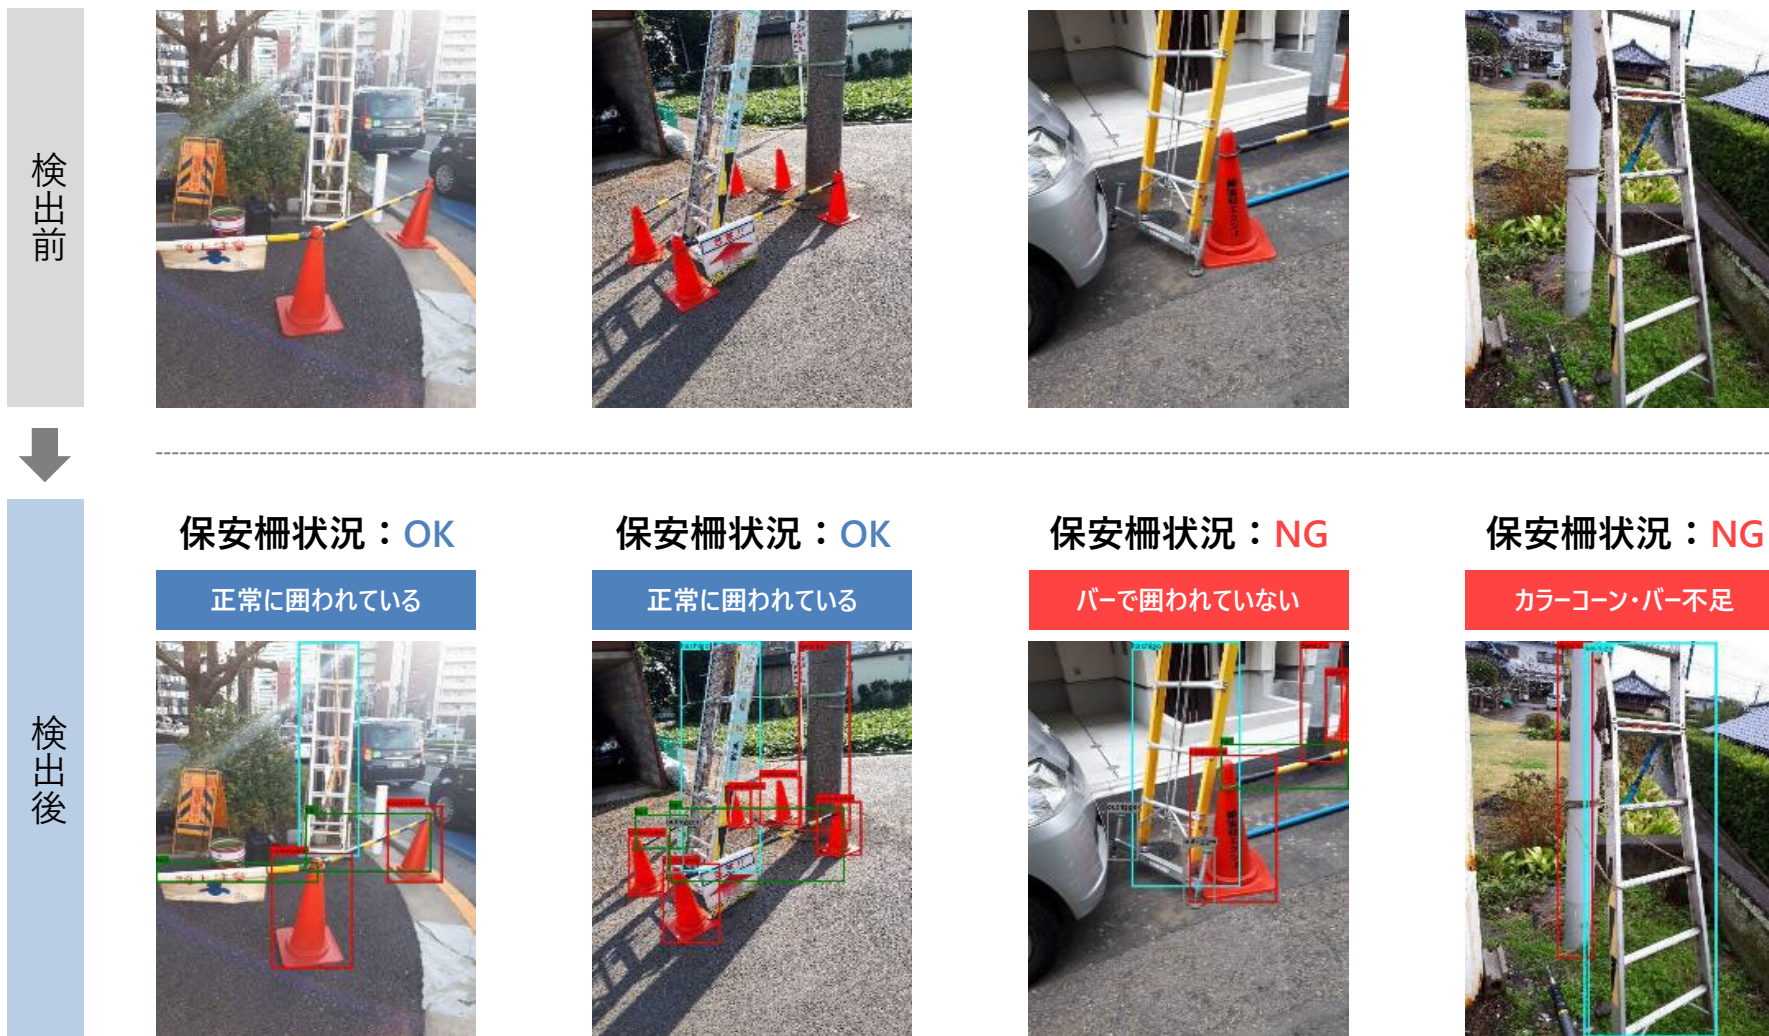 検出前
保安柵状況：OK
保安柵状況：OK
保安柵状況：NG
保安柵状況：NG
正常に囲われている
正常に囲われている
バーで囲われていない
カラーコーン・バー不足
検出後